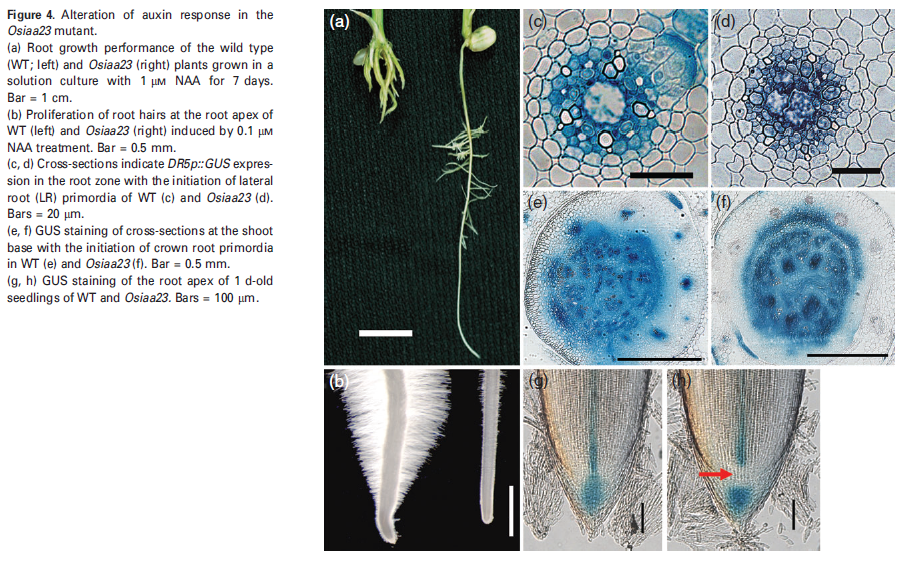 Figure 4. Alteration of auxin response in the
Osiaa23 mutant.
(a) Root growth performance of the wild type
(WT; left) and Osiaa23 (right) plants grown in a
solution culture with 1 μM NAA for 7 days.
Bar = 1 cm.
(b) Proliferation of root hairs at the root apex of
WT (left) and Osiaa23 (right) induced by 0.1 μM
NAA treatment. Bar = 0.5 mm.
(c, d) Cross-sections indicate DR5p::GUS expres-
sion in the root zone with the initiation of lateral
root (LR) primordia of WT (c) and Osiaa23 (d).
Bars = 20 μm.
(e, f) GUS staining of cross-sections at the shoot
base with the initiation of crown root primordia
in WT (e) and Osiaa23 (f). Bar = 0.5 mm.
(g, h) GUS staining of the root apex of 1 d-old
seedlings of WT and Osiaa23. Bars = 100 μm.
(a)
(c)
(d)
(e)
(f)
(b)
(g)
(h)